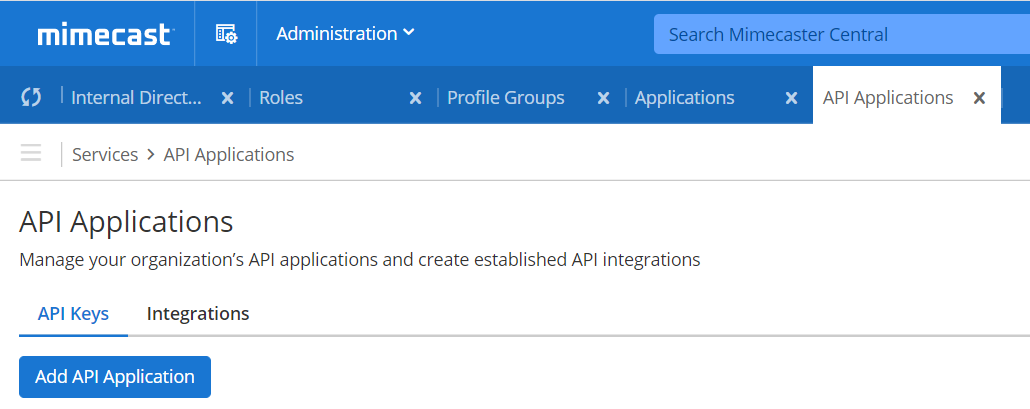 mimecast Administration Search Mimecaster Central
Internal Direct... Roles Profile Groups Applications API Applications
Services > API Applications
API Applications
Manage your organization's API applications and create established API integrations
API Keys Integrations
Add API Application